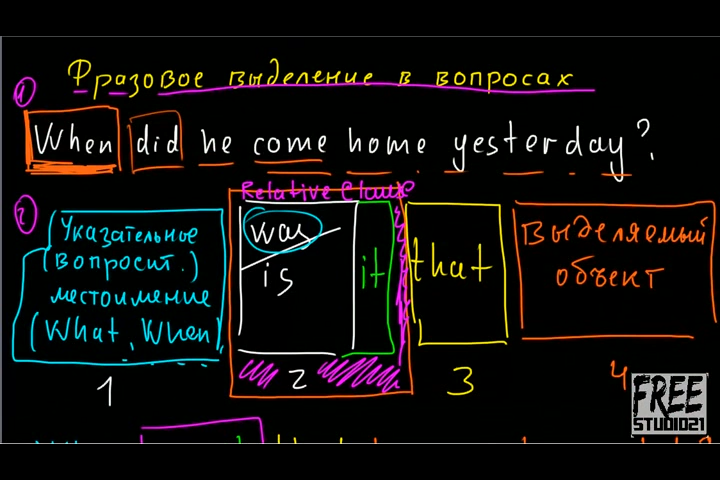 Фразовое выделение в вопросах
1
When did he come home yesterday?
2
Relative Clause
Указательное
(вопросит.)
местоимение
(What, When)
was
is
it
that
Выделяемый
объект
1
2
3
4
FREE
STUDIO21